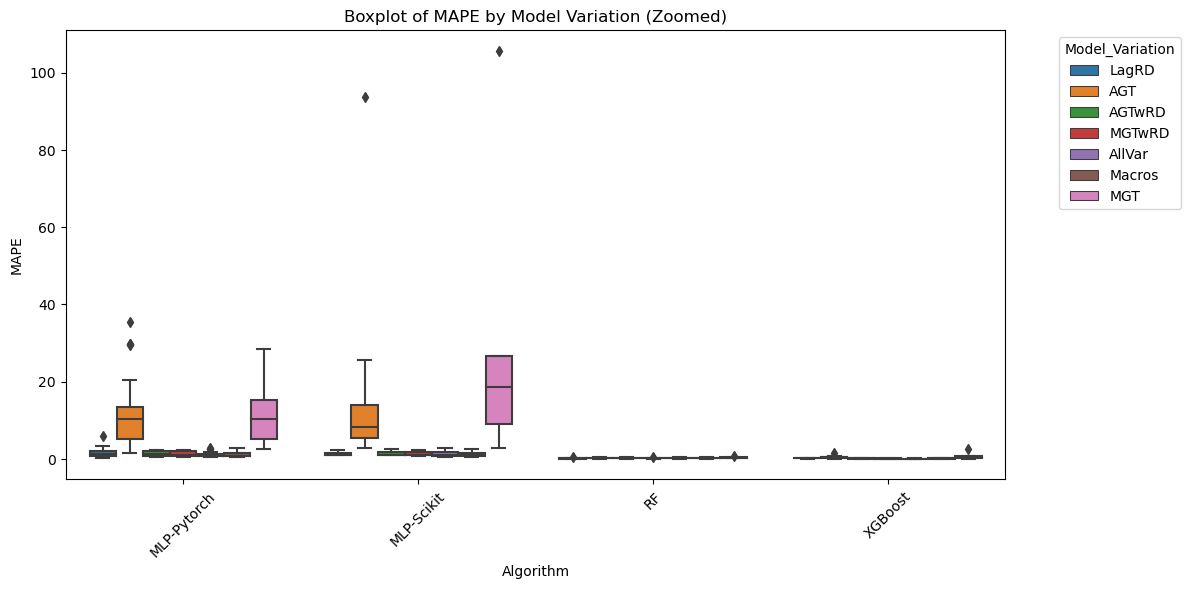 Boxplot of MAPE by Model Variation (Zoomed)
MAPE
100
80
60
40
20
0
MLP-Pytorch
MLP-Scikit
RF
XGBoost
Algorithm
Model_Variation
LagRD
AGT
AGTwRD
MGTwRD
AllVar
Macros
MGT